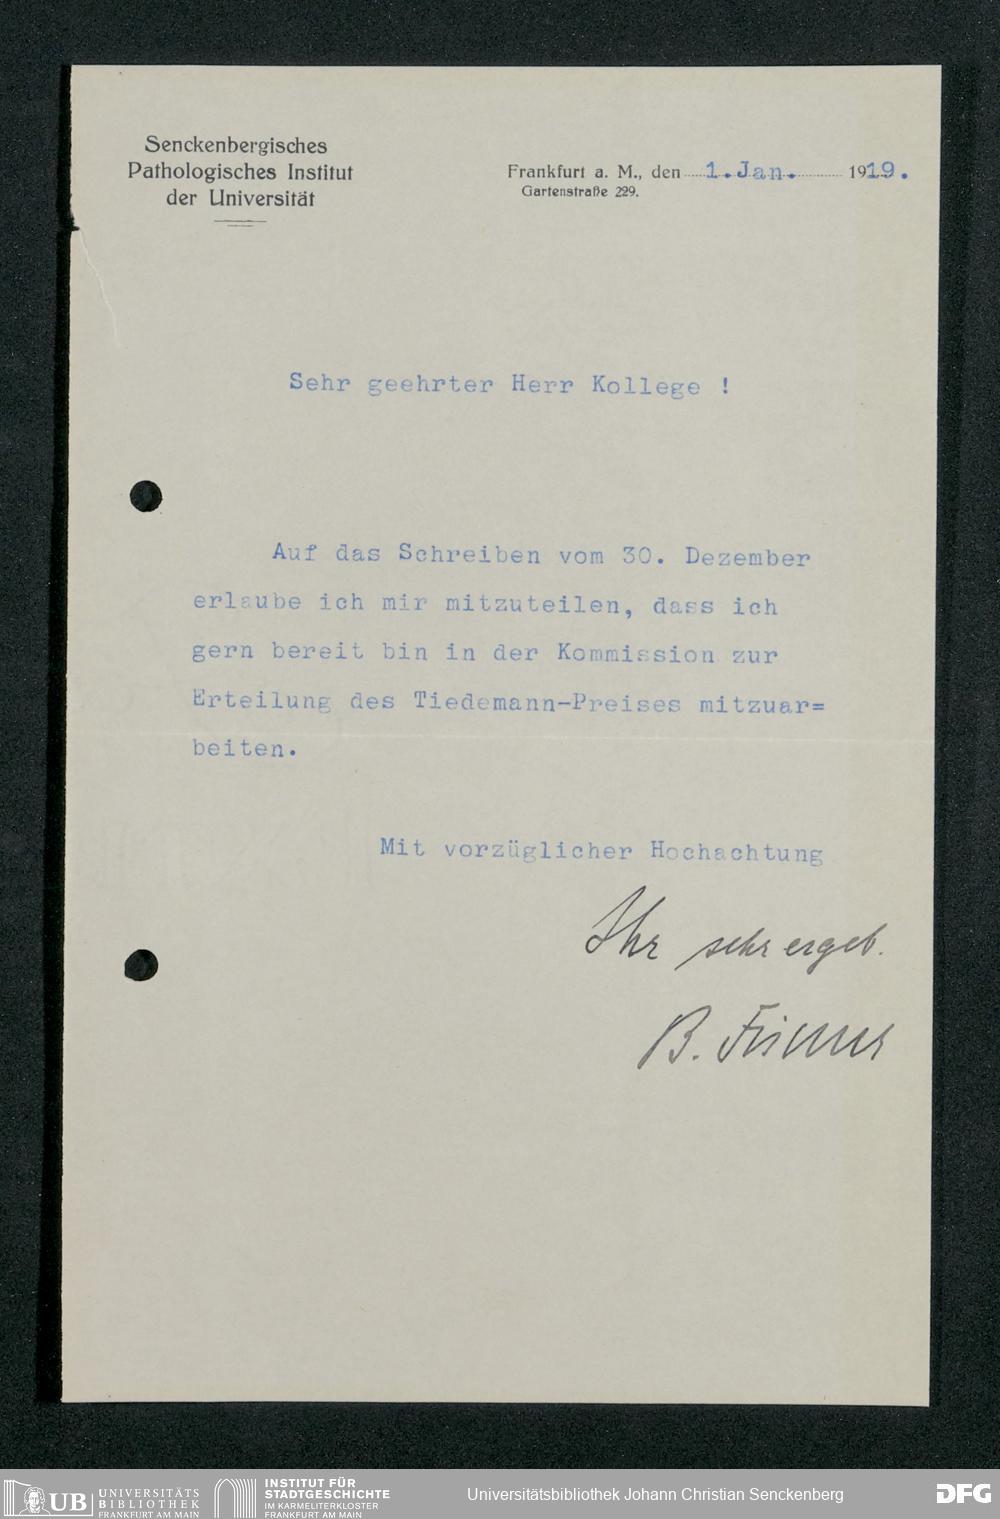 Senckenbergisches
Pathologisches Institut
der Universität
Frankfurt a. M., den 1. Jan. 1919.
Gartenstraße 229.
Sehr geehrter Herr Kollege !
Auf das Schreiben vom 30. Dezember
erlaube ich mir mitzuteilen, dass ich
gern bereit bin in der Kommission zur
Erteilung des Tiedemann-Preises mitzuar=
beiten.
Mit vorzüglicher Hochachtung
Ihr sehr ergeb.
B. Fischer
UB UNIVERSITÄTS
BIBLIOTHEK
FRANKFURT AM MAIN
INSTITUT FÜR
STADTGESCHICHTE
IM KARMELITERKLOSTER
FRANKFURT AM MAIN
Universitätsbibliothek Johann Christian Senckenberg
DFG